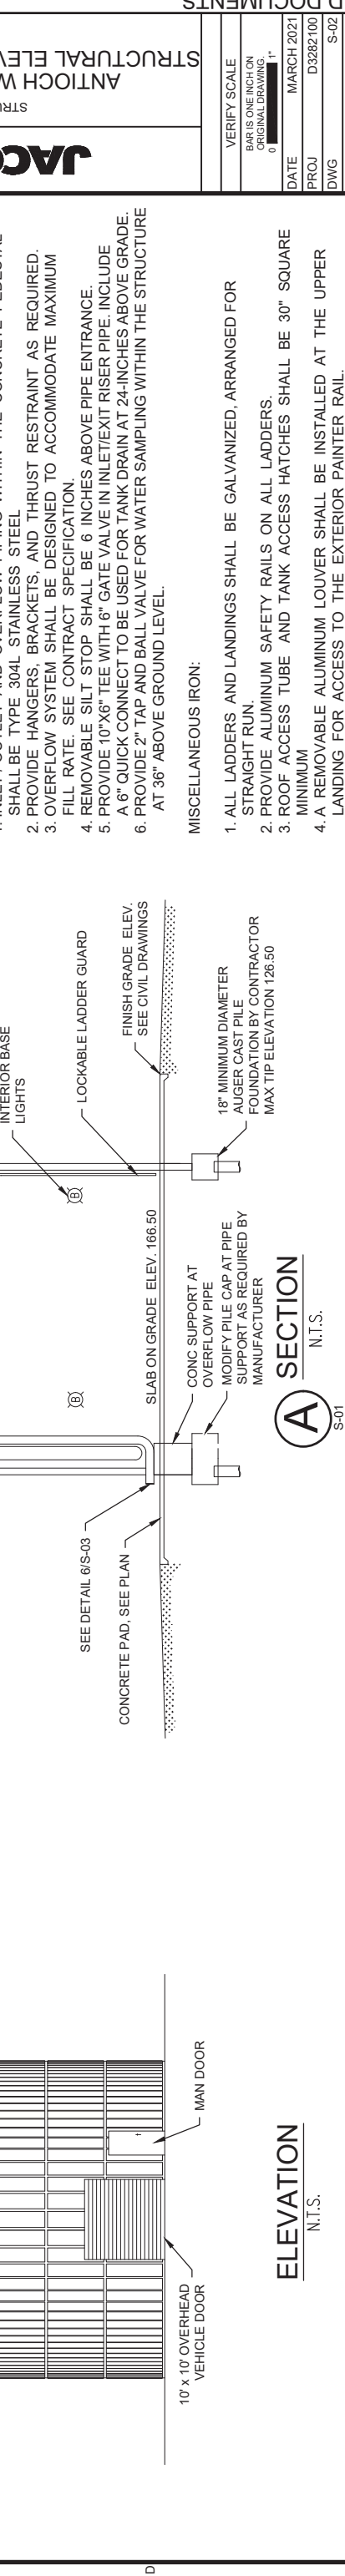 D
10' x 10' OVERHEAD
VEHICLE DOOR
MAN DOOR
ELEVATION
N.T.S.
SEE DETAIL 6/S-03
CONCRETE PAD, SEE PLAN
B
B
INTERIOR BASE
LIGHTS
LOCKABLE LADDER GUARD
FINISH GRADE ELEV.
SEE CIVIL DRAWINGS
SLAB ON GRADE ELEV. 166.50
CONC SUPPORT AT
OVERFLOW PIPE
MODIFY PILE CAP AT PIPE
SUPPORT AS REQUIRED BY
MANUFACTURER
18" MINIMUM DIAMETER
AUGER CAST PILE
FOUNDATION BY CONTRACTOR
MAX TIP ELEVATION 126.50
A
S-01
SECTION
N.T.S.
SHALL BE TYPE 304L STAINLESS STEEL
2. PROVIDE HANGERS, BRACKETS, AND THRUST RESTRAINT AS REQUIRED.
3. OVERFLOW SYSTEM SHALL BE DESIGNED TO ACCOMMODATE MAXIMUM
FILL RATE. SEE CONTRACT SPECIFICATION.
4. REMOVABLE SILT STOP SHALL BE 6 INCHES ABOVE PIPE ENTRANCE.
5. PROVIDE 10"X6" TEE WITH 6" GATE VALVE IN INLET/EXIT RISER PIPE. INCLUDE
A 6" QUICK CONNECT TO BE USED FOR TANK DRAIN AT 24-INCHES ABOVE GRADE.
6. PROVIDE 2" TAP AND BALL VALVE FOR WATER SAMPLING WITHIN THE STRUCTURE
AT 36" ABOVE GROUND LEVEL.
MISCELLANEOUS IRON:
1. ALL LADDERS AND LANDINGS SHALL BE GALVANIZED, ARRANGED FOR
STRAIGHT RUN.
2. PROVIDE ALUMINUM SAFETY RAILS ON ALL LADDERS.
3. ROOF ACCESS TUBE AND TANK ACCESS HATCHES SHALL BE 30" SQUARE
MINIMUM
4. A REMOVABLE ALUMINUM LOUVER SHALL BE INSTALLED AT THE UPPER
LANDING FOR ACCESS TO THE EXTERIOR PAINTER RAIL.
JACO
STRU
ANTIOCH W
STRUCTURAL ELEV
VERIFY SCALE
BAR IS ONE INCH ON
ORIGINAL DRAWING.
0 1"
DATE MARCH 2021
PROJ D3282100
DWG S-02
D DOCUMENTS